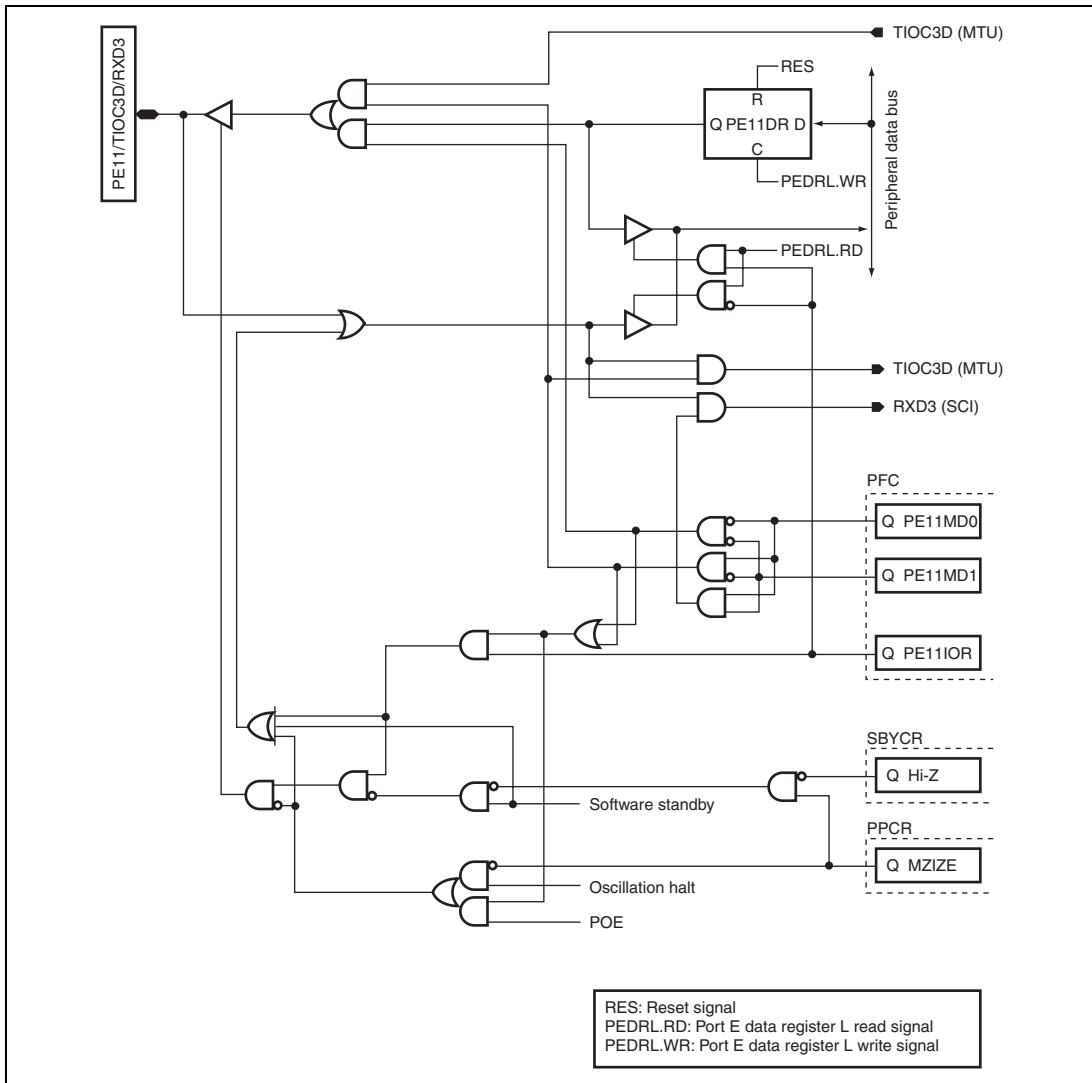 PE11/TIOC3D/RXD3
TIOC3D (MTU)
RES
R
Q PE11DR D
C
PEDRL.WR
Peripheral data bus
PEDRL.RD
TIOC3D (MTU)
RXD3 (SCI)
PFC
Q PE11MD0
Q PE11MD1
Q PE11IOR
SBYCR
Q Hi-Z
Software standby
PPCR
Q MZIZE
Oscillation halt
POE
RES: Reset signal
PEDRL.RD: Port E data register L read signal
PEDRL.WR: Port E data register L write signal